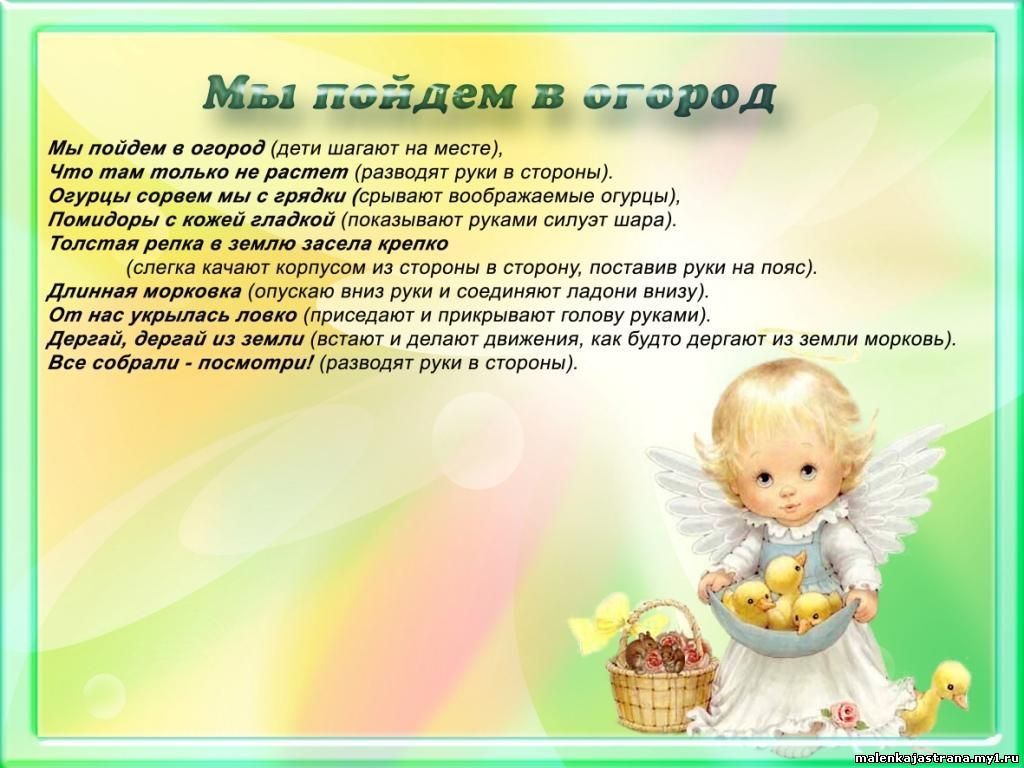 Мы пойдем в огород
Мы пойдем в огород (дети шагают на месте),
Что там только не растет (разводят руки в стороны).
Огурцы сорвем мы с грядки (срывают воображаемые огурцы),
Помидоры с кожей гладкой (показывают руками силуэт шара).
Толстая репка в землю засела крепко
(слегка качают корпусом из стороны в сторону, поставив руки на пояс).
Длинная морковка (опускаю вниз руки и соединяют ладони внизу).
От нас укрылась ловко (приседают и прикрывают голову руками).
Дергай, дергай из земли (встают и делают движения, как будто дергают из земли морковь).
Все собрали - посмотри! (разводят руки в стороны).
malenkajastrana.my1.ru